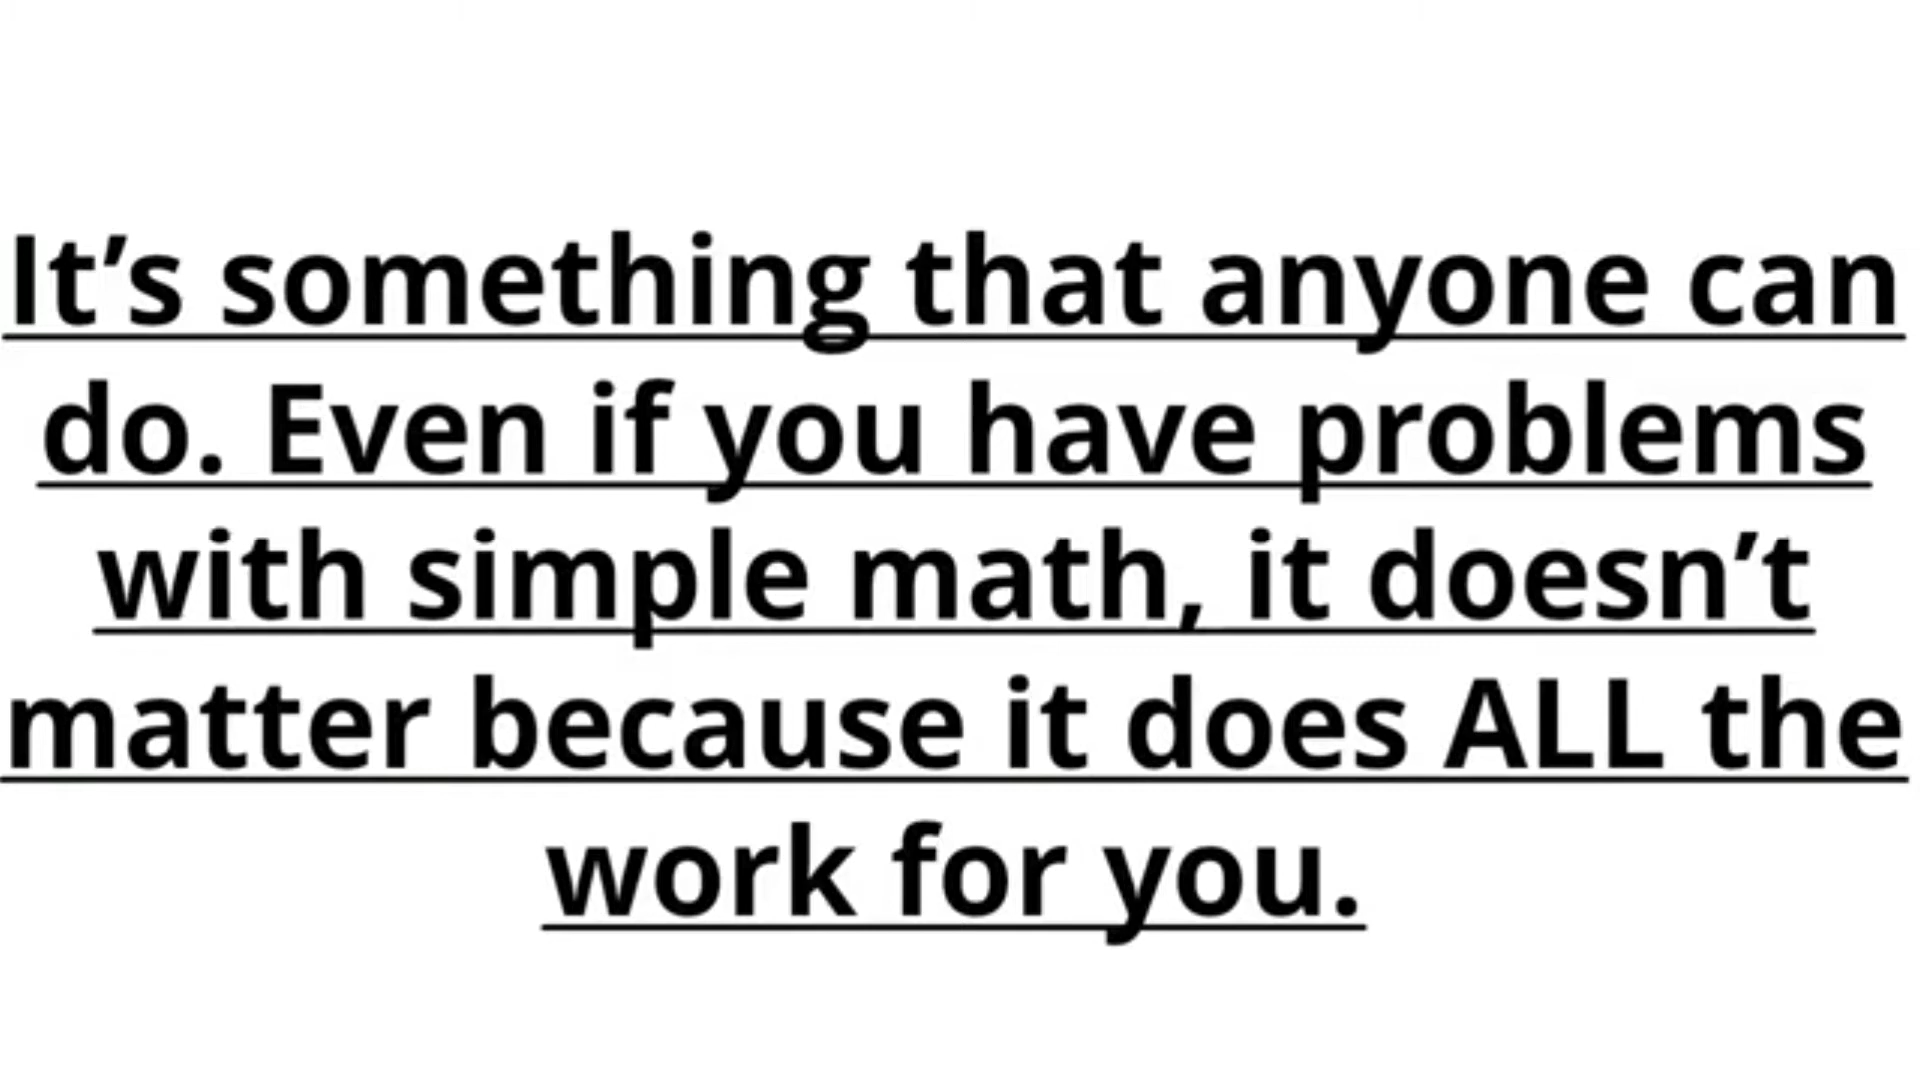 It’s something that anyone can
do. Even if you have problems
with simple math, it doesn’t
matter because it does ALL the
work for you.